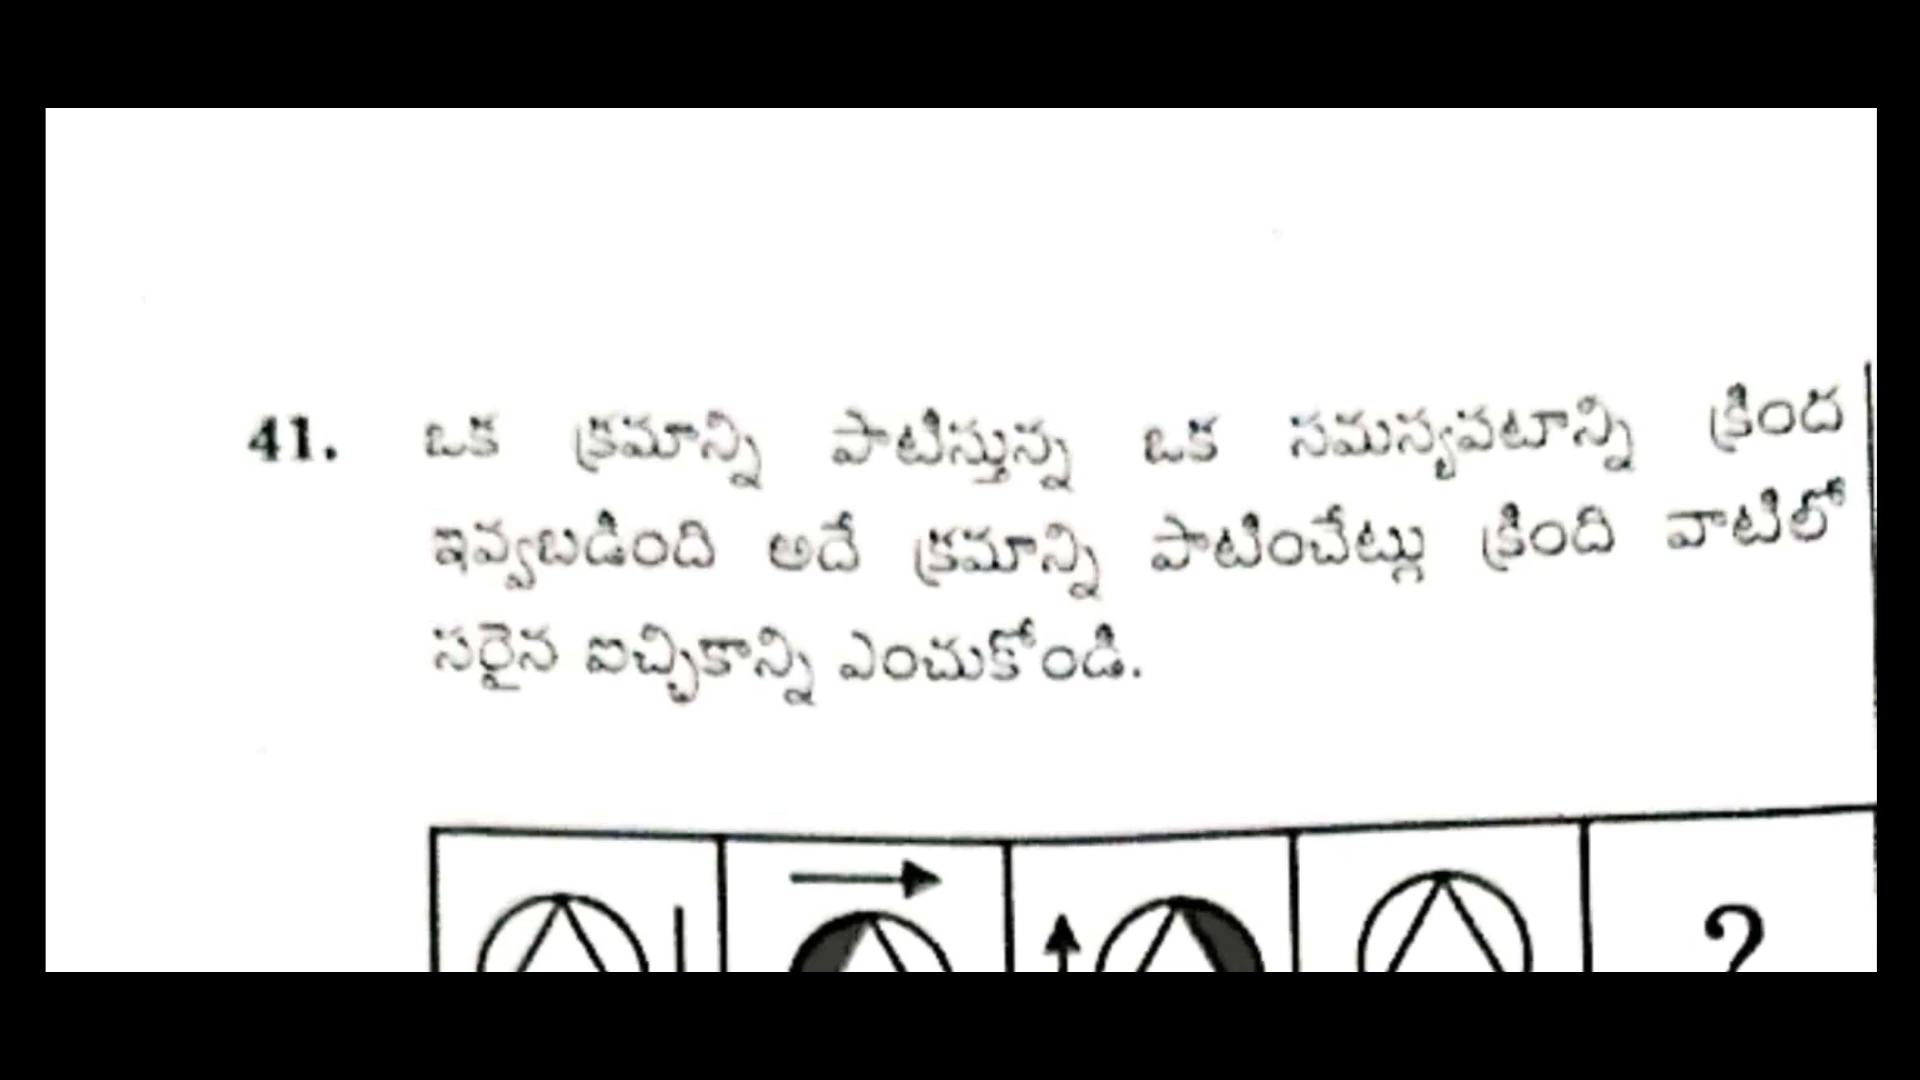 41. ఒక క్రమాన్ని పాటిస్తున్న ఒక సమస్యపటాన్ని క్రింద
ఇవ్వబడింది అదే క్రమాన్ని పాటించేట్లు క్రింది వాటిలో
సరైన ఐచ్ఛికాన్ని ఎంచుకోండి.
?